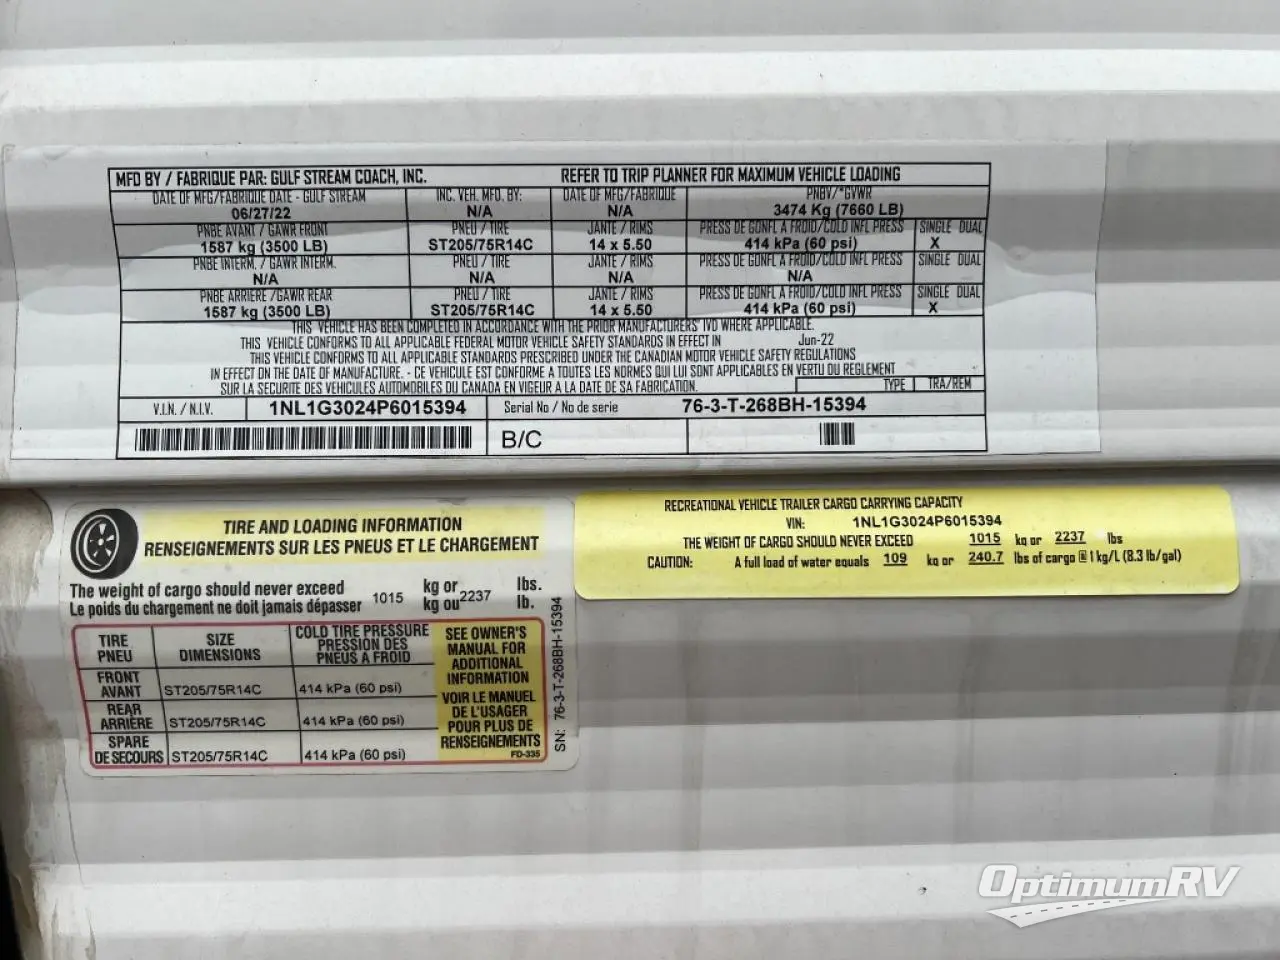 MFD BY / FABRIQUE PAR: GULF STREAM COACH, INC. REFER TO TRIP PLANNER FOR MAXIMUM VEHICLE LOADING
DATE OF MFG/FABRIQUE DATE - GULF STREAM INC. VEH. MFG. BY: DATE OF MFG/FABRIQUE PNBV/*GVWR
06/27/22 N/A N/A 3474 Kg (7660 LB)
PNBE AVANT / GAWR FRONT PNEU / TIRE JANTE / RIMS PRESS DE GONFL A FROID/COLD INFL PRESS SINGLE DUAL
1587 kg (3500 LB) ST205/75R14C 14 x 5.50 414 kPa (60 psi) X
PNBE INTERM. / GAWR INTERM. PNEU / TIRE JANTE / RIMS PRESS DE GONFL A FROID/COLD INFL PRESS SINGLE DUAL
N/A N/A N/A N/A
PNBE ARRIERE /GAWR REAR PNEU / TIRE JANTE / RIMS PRESS DE GONFL A FROID/COLD INFL PRESS SINGLE DUAL
1587 kg (3500 LB) ST205/75R14C 14 x 5.50 414 kPa (60 psi) X
THIS VEHICLE HAS BEEN COMPLETED IN ACCORDANCE WITH THE PRIOR MANUFACTURERS' IVD WHERE APPLICABLE.
THIS VEHICLE CONFORMS TO ALL APPLICABLE FEDERAL MOTOR VEHICLE SAFETY STANDARDS IN EFFECT IN Jun-22
THIS VEHICLE CONFORMS TO ALL APPLICABLE STANDARDS PRESCRIBED UNDER THE CANADIAN MOTOR VEHICLE SAFETY REGULATIONS
IN EFFECT ON THE DATE OF MANUFACTURE. - CE VEHICULE EST CONFORME A TOUTES LES NORMES QUI LUI SONT APPLICABLES EN VERTU DU REGLEMENT
SUR LA SECURITE DES VEHICULES AUTOMOBILES DU CANADA EN VIGEUR A LA DATE DE SA FABRICATION. TYPE TRA/REM
V.I.N. / N.I.V. 1NL1G3024P6015394 Serial No / No de serie 76-3-T-268BH-15394
B/C
TIRE AND LOADING INFORMATION
RENSEIGNEMENTS SUR LES PNEUS ET LE CHARGEMENT
The weight of cargo should never exceed 1015 kg or 2237 lbs.
Le poids du chargement ne doit jamais dépasser kg ou lb.
TIRE SIZE COLD TIRE PRESSURE
PNEU DIMENSIONS PRESSION DES
PNEUS A FROID
FRONT
AVANT ST205/75R14C 414 kPa (60 psi)
REAR
ARRIÈRE ST205/75R14C 414 kPa (60 psi)
SPARE
DE SECOURS ST205/75R14C 414 kPa (60 psi)
SEE OWNER'S
MANUAL FOR
ADDITIONAL
INFORMATION
VOIR LE MANUEL
DE L'USAGER
POUR PLUS DE
RENSEIGNEMENTS
FD-335
SN: 76-3-T-268BH-15394
RECREATIONAL VEHICLE TRAILER CARGO CARRYING CAPACITY
VIN: 1NL1G3024P6015394
THE WEIGHT OF CARGO SHOULD NEVER EXCEED 1015 kg or 2237 lbs
CAUTION: A full load of water equals 109 kg or 240.7 lbs of cargo @ 1 kg/L (8.3 lb/gal)
OptimumRV